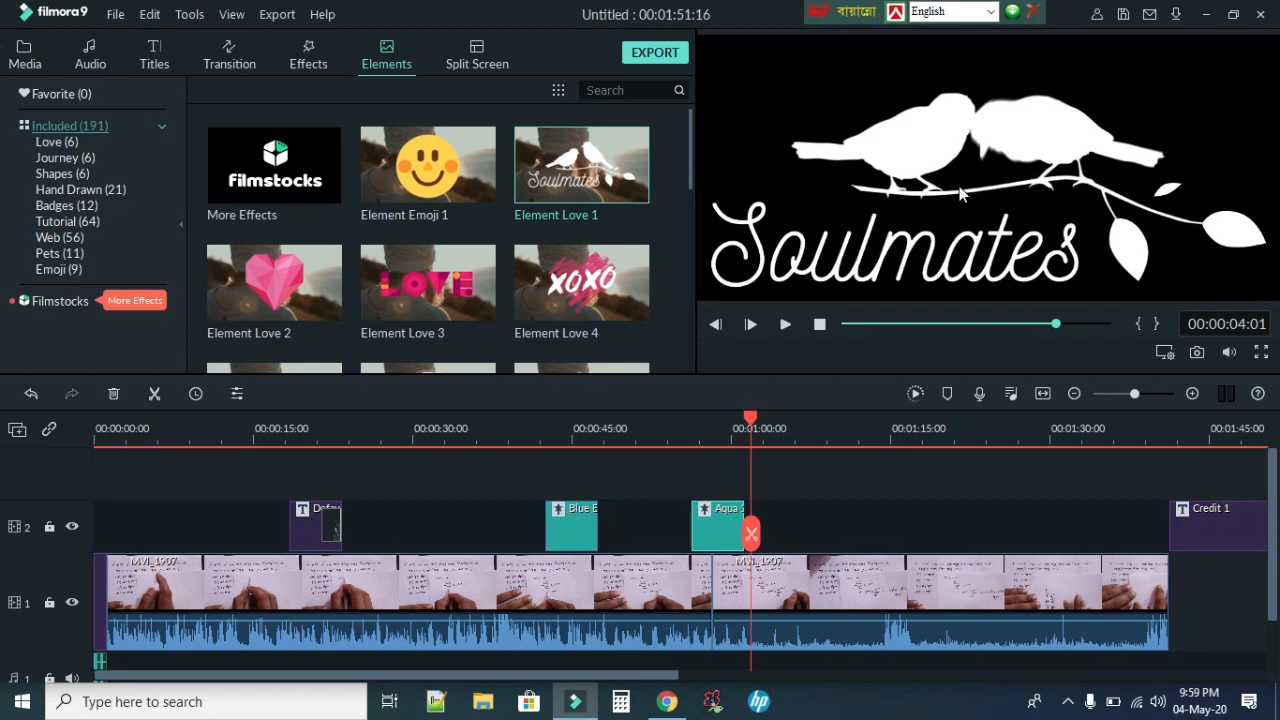 filmora9 File Edit Tools View Element Help Untitled : 00:01:51:16 বায়ান্নো English
Media Audio Titles Transition Effects Elements Split Screen EXPORT
Favorite (0) Search
Included (191)
Love (6)
Journey (6)
Shapes (6)
Hand Drawn (21)
Badges (12)
Tutorial (64)
Web (56)
Pets (11)
Emoji (9)
Filmstocks More Effects
filmstocks Soulmates
More Effects Element Emoji 1 Element Love 1
LOVE XOXO
Element Love 2 Element Love 3 Element Love 4
Soulmates
00:00:04:01
00:00:00:00 00:00:15:00 00:00:30:00 00:00:45:00 00:01:00:00 00:01:15:00 00:01:30:00 00:01:45:00
2 Blue E Credit 1
1 MVI_1907 MVI_1907
1
Type here to search 9:59 PM
04-May-20